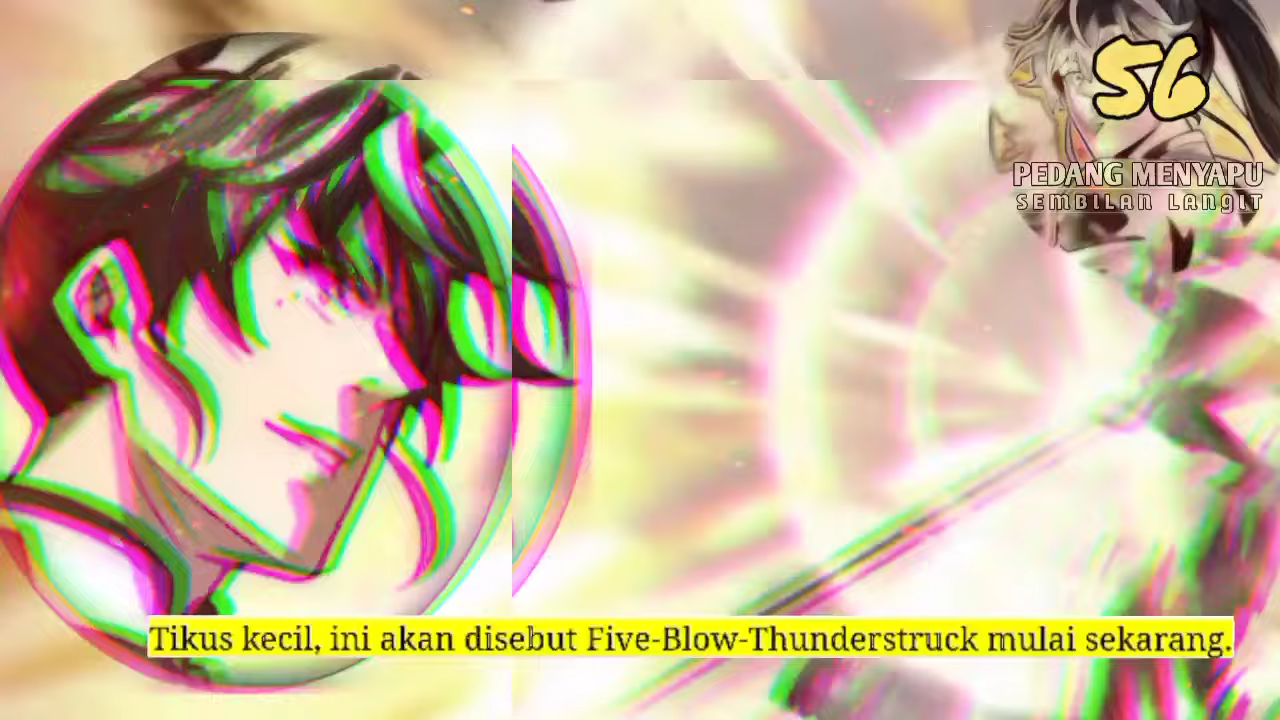 56
PEDANG MENYAPU
SEMBILAN LANGIT
Tikus kecil, ini akan disebut Five-Blow-Thunderstruck mulai sekarang.